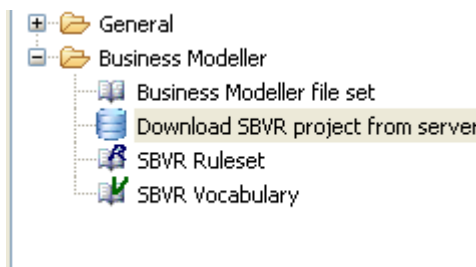 General
Business Modeller
Business Modeller file set
Download SBVR project from server
SBVR Ruleset
SBVR Vocabulary